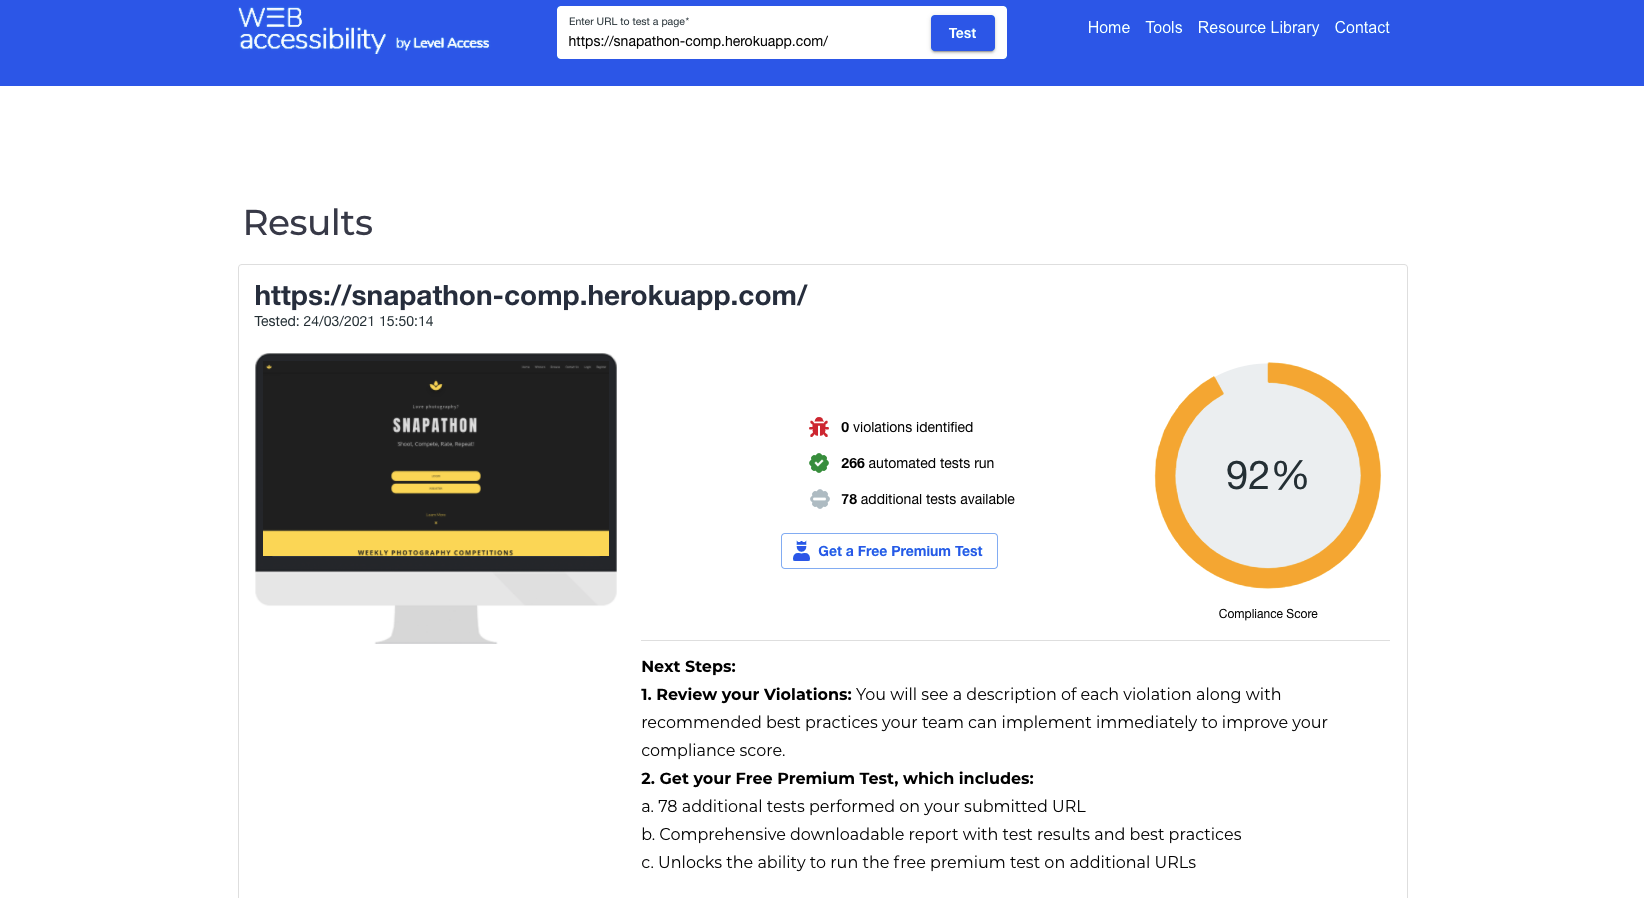 WEB
accessibility by Level Access
Enter URL to test a page*
https://snapathon-comp.herokuapp.com/
Test
Home Tools Resource Library Contact
Results
https://snapathon-comp.herokuapp.com/
Tested: 24/03/2021 15:50:14
Love photography?
SNAPATHON
Shoot, Compete, Rate, Repeat!
Learn More
WEEKLY PHOTOGRAPHY COMPETITIONS
0 violations identified
266 automated tests run
78 additional tests available
Get a Free Premium Test
92%
Compliance Score
Next Steps:
1. Review your Violations: You will see a description of each violation along with
recommended best practices your team can implement immediately to improve your
compliance score.
2. Get your Free Premium Test, which includes:
a. 78 additional tests performed on your submitted URL
b. Comprehensive downloadable report with test results and best practices
c. Unlocks the ability to run the free premium test on additional URLs